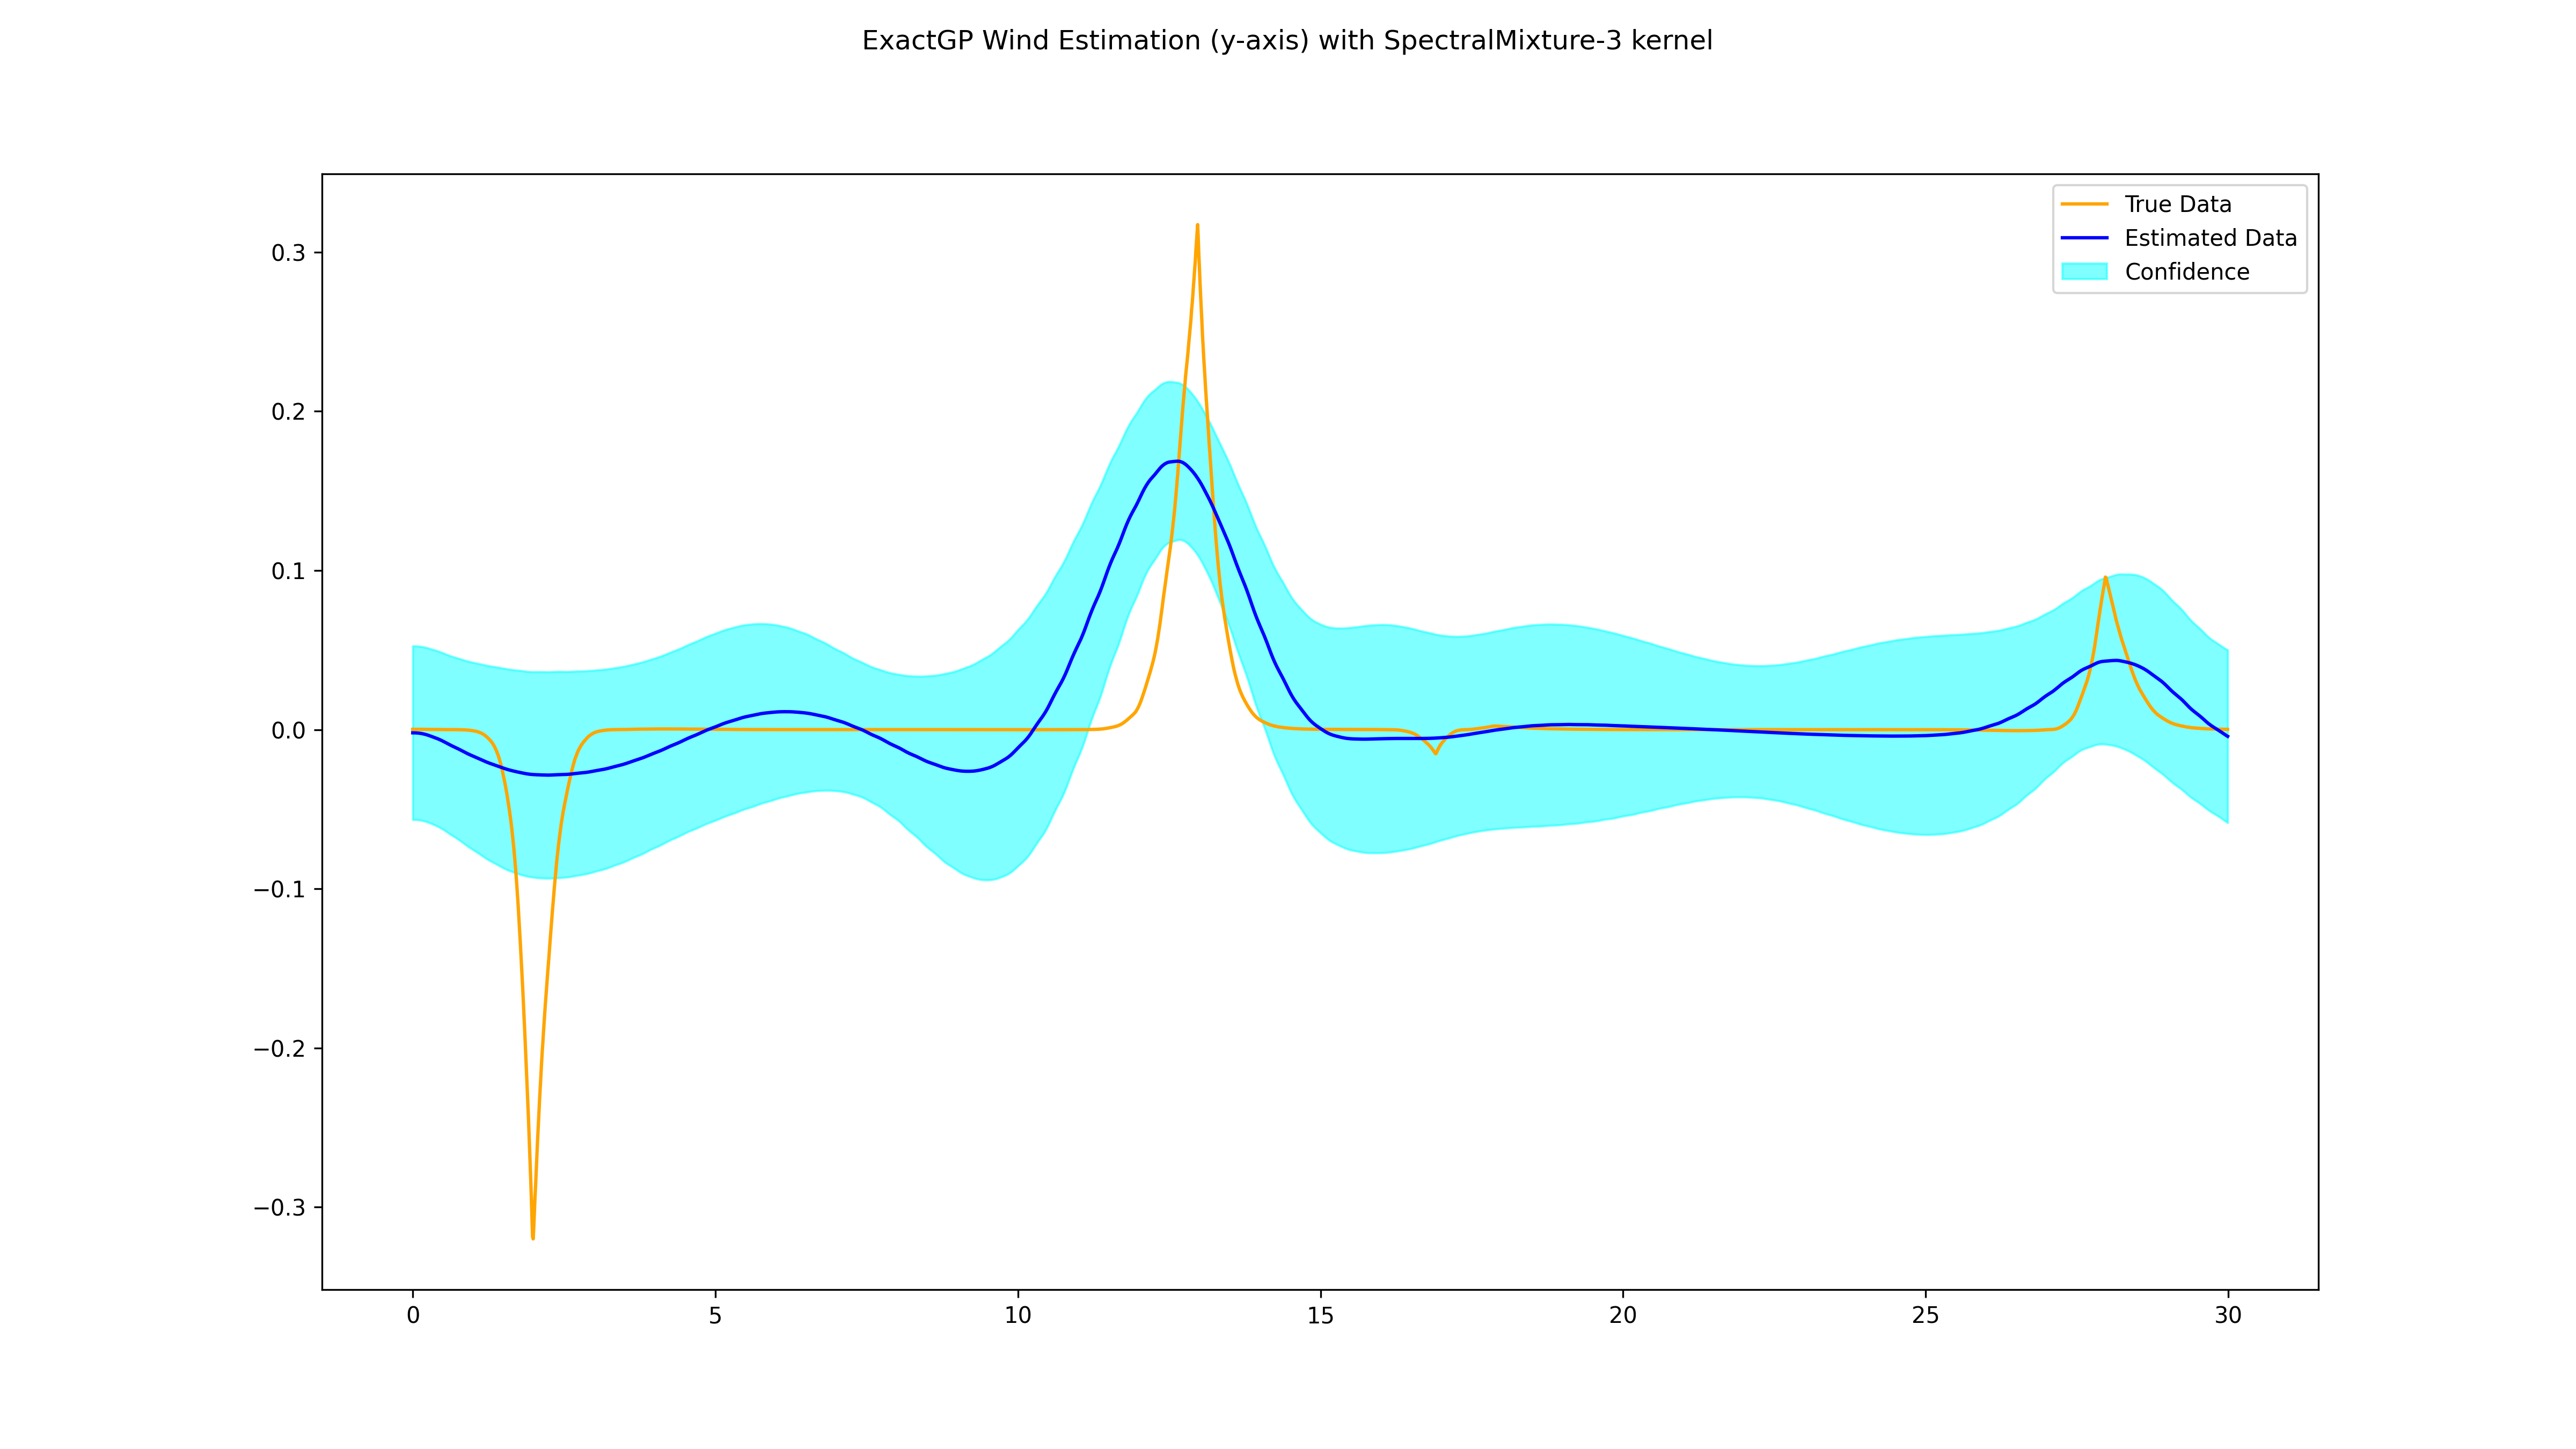 ExactGP Wind Estimation (y-axis) with SpectralMixture-3 kernel
True Data
Estimated Data
Confidence
0.3
0.2
0.1
0.0
−0.1
−0.2
−0.3
0 5 10 15 20 25 30